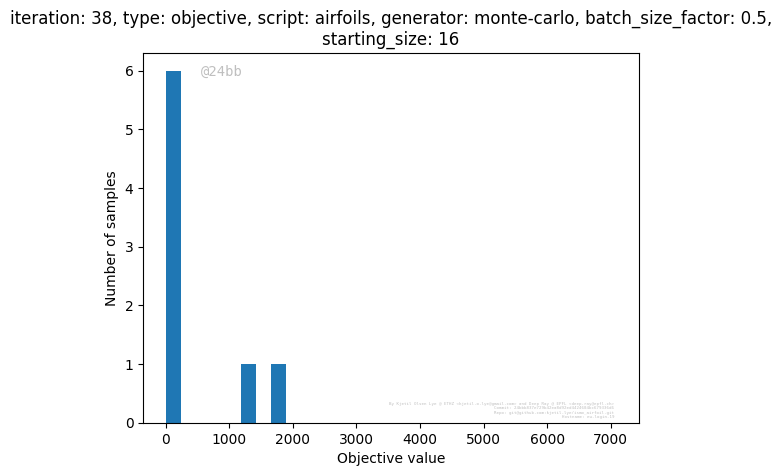 iteration: 38, type: objective, script: airfoils, generator: monte-carlo, batch_size_factor: 0.5,
starting_size: 16
@24bb
6
5
4
3
2
1
0
Number of samples
0 1000 2000 3000 4000 5000 6000 7000
Objective value